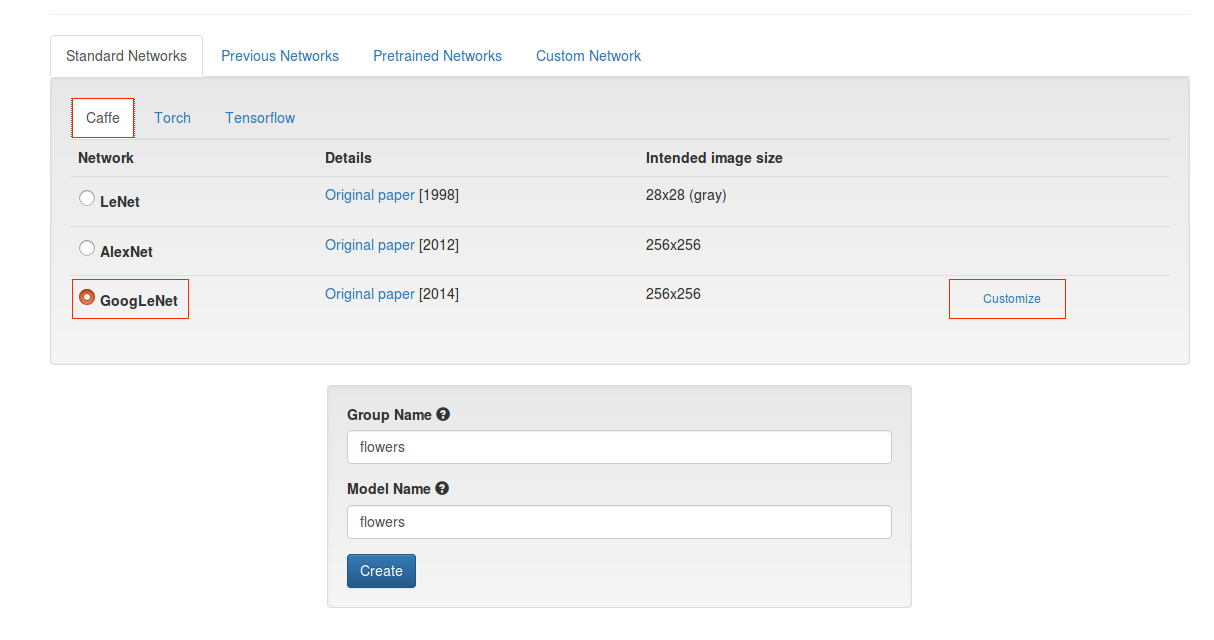 Standard Networks Previous Networks Pretrained Networks Custom Network
Caffe Torch Tensorflow
Network Details Intended image size
LeNet Original paper [1998] 28x28 (gray)
AlexNet Original paper [2012] 256x256
GoogLeNet Original paper [2014] 256x256 Customize
Group Name ?
flowers
Model Name ?
flowers
Create